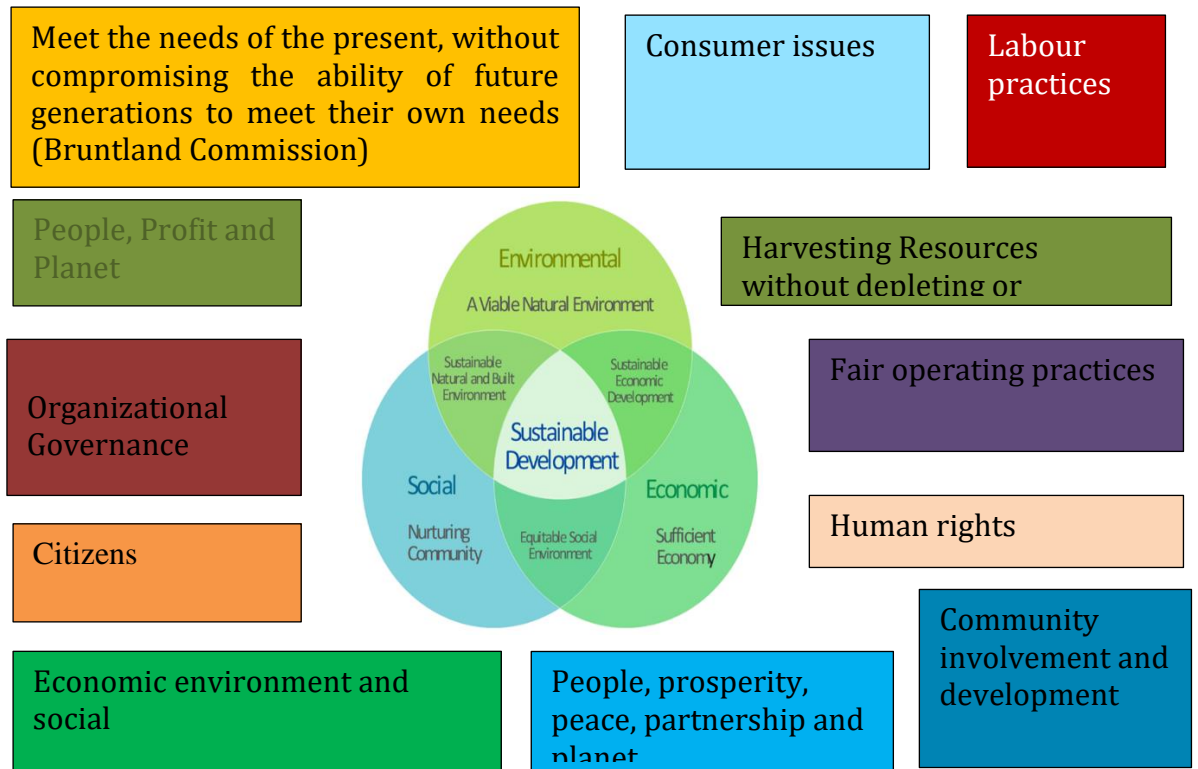 Meet the needs of the present, without
compromising the ability of future
generations to meet their own needs
(Bruntland Commission)
Consumer issues
Labour
practices
People, Profit and
Planet
Harvesting Resources
without depleting or
Environmental
A Viable Natural Environment
Sustainable
Natural and Built
Environment
Sustainable
Economic
Development
Sustainable
Development
Social
Nurturing
Community
Equitable Social
Environment
Economic
Sufficient
Economy
Organizational
Governance
Fair operating practices
Citizens
Human rights
Economic environment and
social
People, prosperity,
peace, partnership and
planet
Community
involvement and
development